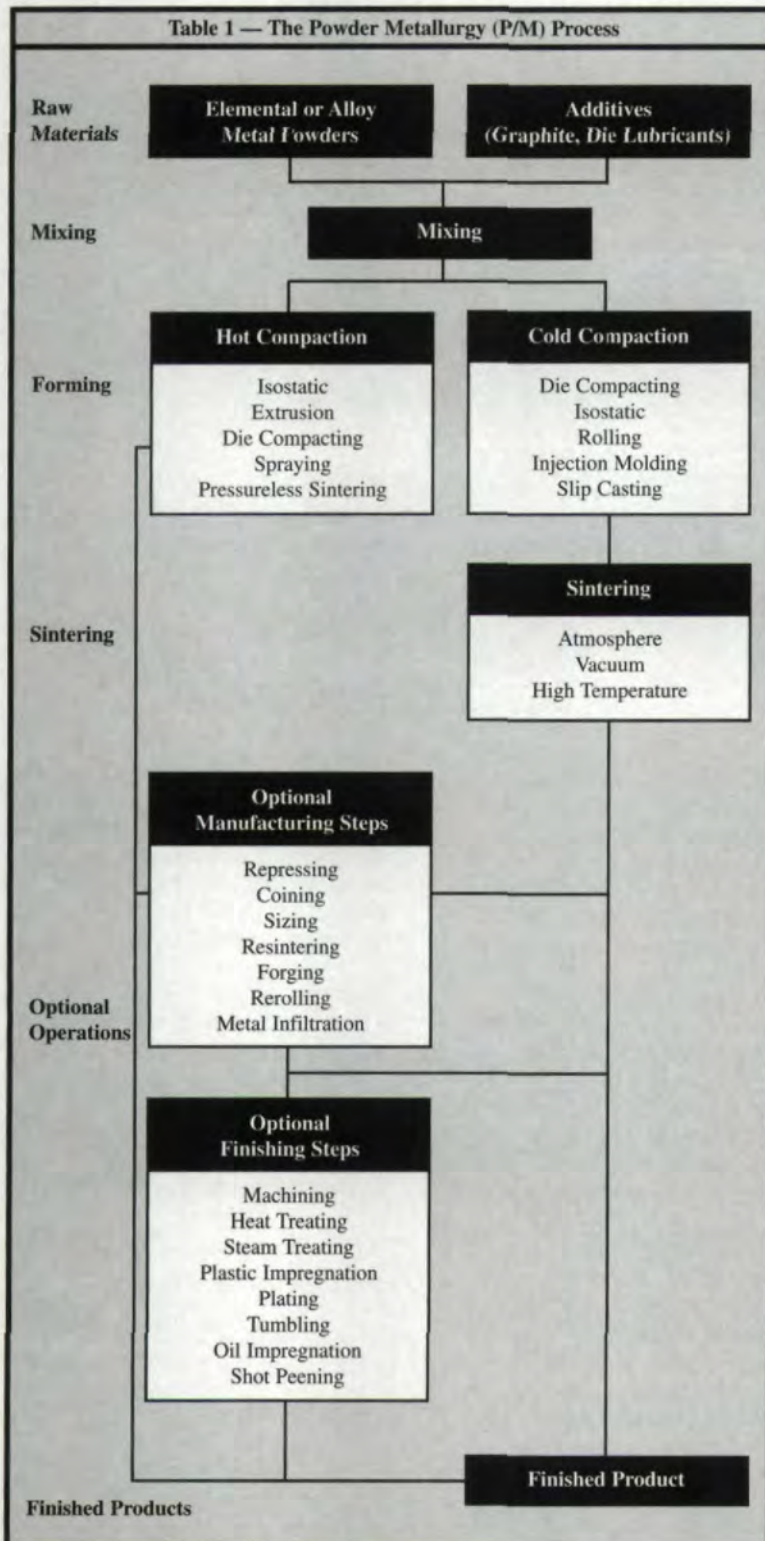 Table 1 — The Powder Metallurgy (P/M) Process
Raw
Materials
Elemental or Alloy
Metal Powders
Additives
(Graphite, Die Lubricants)
Mixing
Mixing
Forming
Hot Compaction
Isostatic
Extrusion
Die Compacting
Spraying
Pressureless Sintering
Cold Compaction
Die Compacting
Isostatic
Rolling
Injection Molding
Slip Casting
Sintering
Sintering
Atmosphere
Vacuum
High Temperature
Optional
Operations
Optional
Manufacturing Steps
Repressing
Coining
Sizing
Resintering
Forging
Rerolling
Metal Infiltration
Optional
Finishing Steps
Machining
Heat Treating
Steam Treating
Plastic Impregnation
Plating
Tumbling
Oil Impregnation
Shot Peening
Finished Product
Finished Products